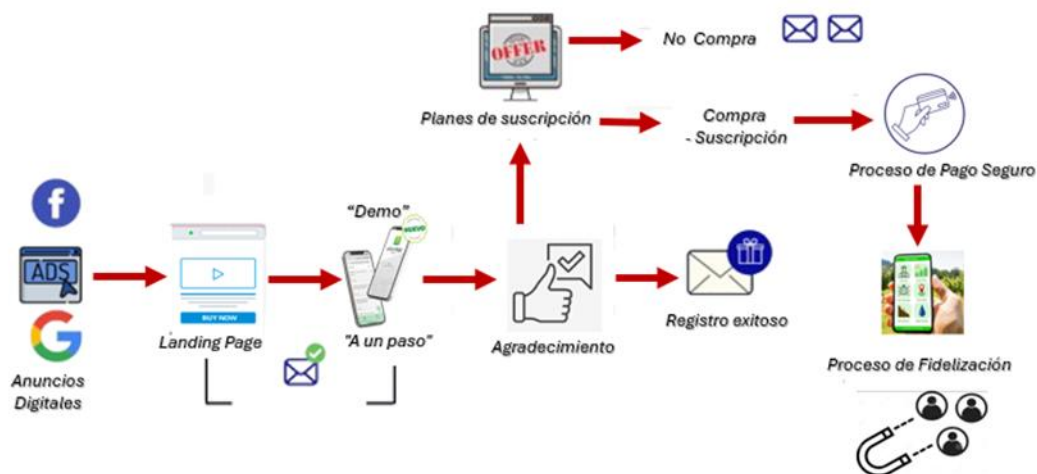 OFFER
No Compra
Planes de suscripción
Compra
- Suscripción
Proceso de Pago Seguro
"Demo"
NUEVO
ADS
BUY NOW
Landing Page
"A un paso"
Agradecimiento
Registro exitoso
Anuncios
Digitales
Proceso de Fidelización